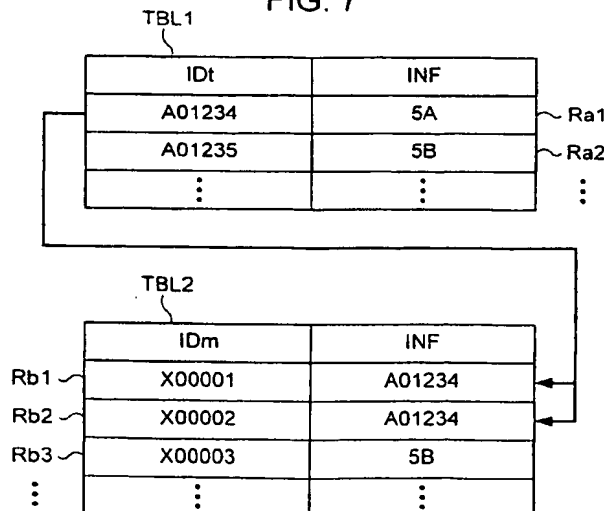 FIG. 7
TBL1
IDt INF
A01234 5A Ra1
A01235 5B Ra2
TBL2
IDm INF
Rb1 X00001 A01234
Rb2 X00002 A01234
Rb3 X00003 5B